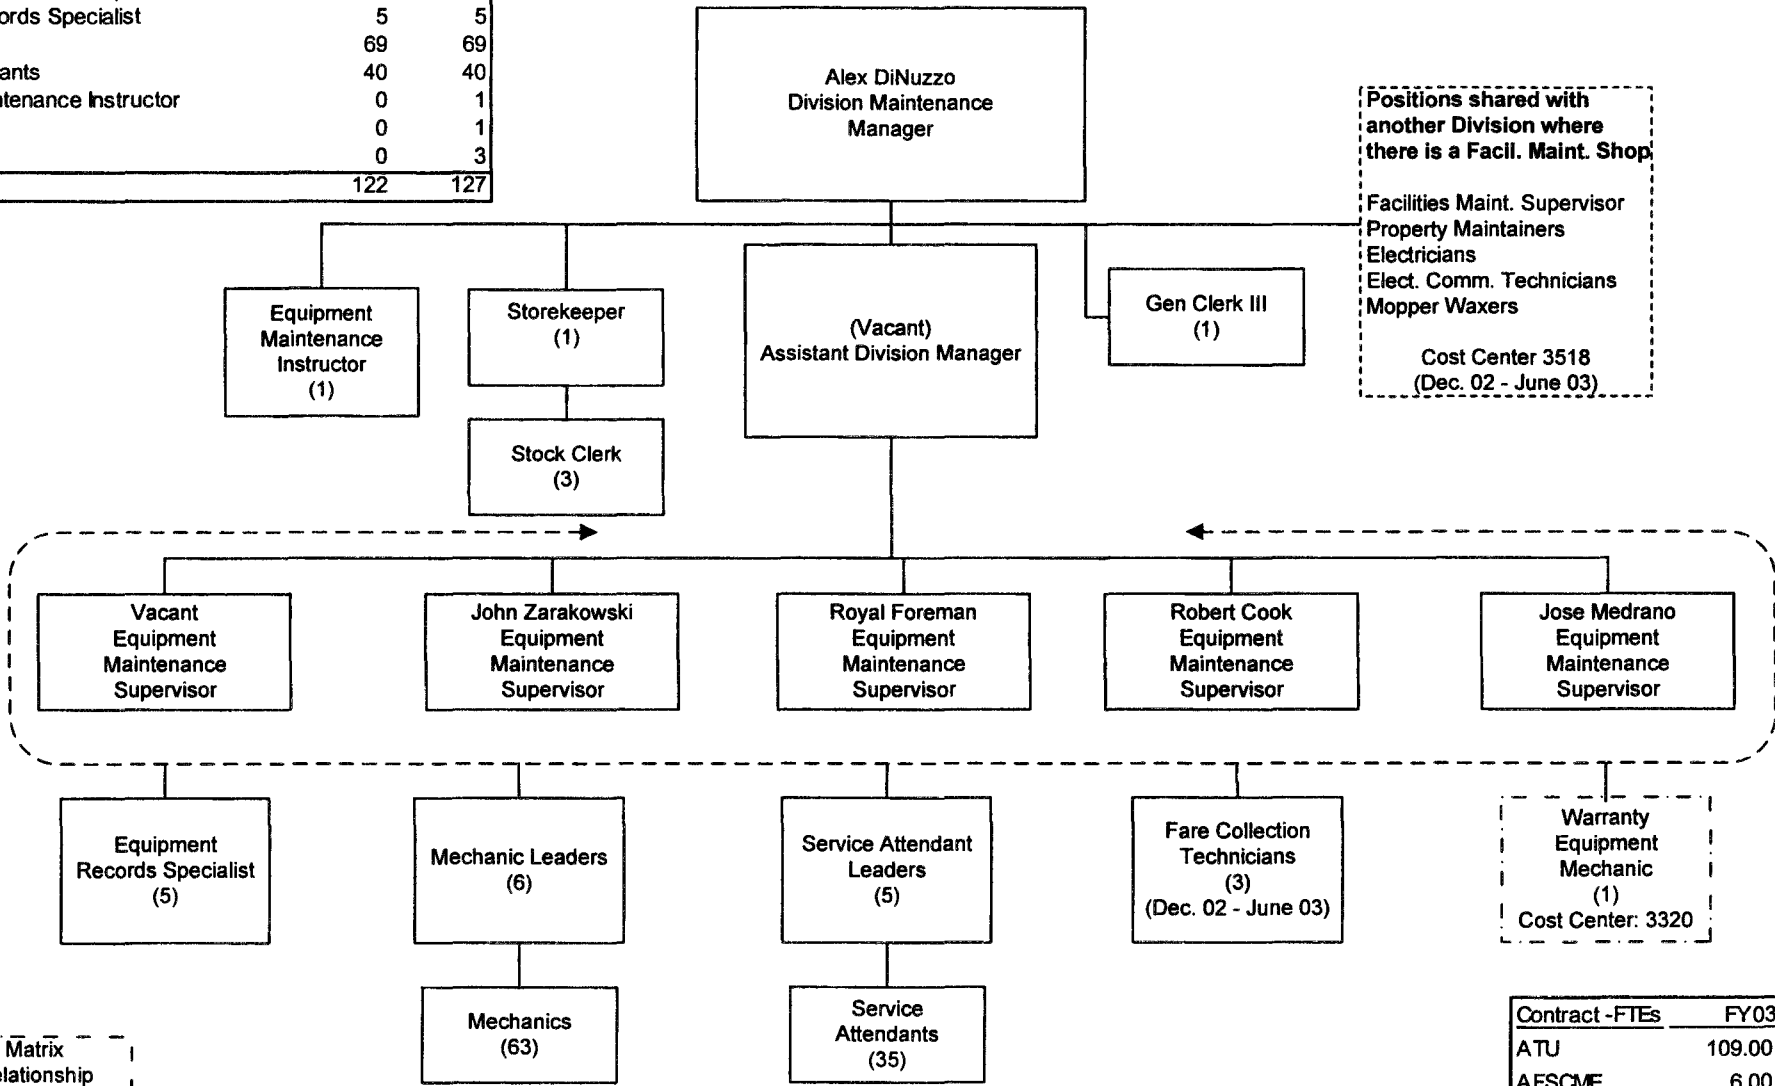 Records Specialist 5 5
69 69
40 40
Maintenance Instructor 0 1
0 1
0 3
122 127
Alex DiNuzzo
Division Maintenance
Manager
Positions shared with
another Division where
there is a Facil. Maint. Shop
Facilities Maint. Supervisor
Property Maintainers
Electricians
Elect. Comm. Technicians
Mopper Waxers
Cost Center 3518
(Dec. 02 - June 03)
Equipment
Maintenance
Instructor
(1)
Storekeeper
(1)
(Vacant)
Assistant Division Manager
Gen Clerk III
(1)
Stock Clerk
(3)
Vacant
Equipment
Maintenance
Supervisor
John Zarakowski
Equipment
Maintenance
Supervisor
Royal Foreman
Equipment
Maintenance
Supervisor
Robert Cook
Equipment
Maintenance
Supervisor
Jose Medrano
Equipment
Maintenance
Supervisor
Equipment
Records Specialist
(5)
Mechanic Leaders
(6)
Service Attendant
Leaders
(5)
Fare Collection
Technicians
(3)
(Dec. 02 - June 03)
Warranty
Equipment
Mechanic
(1)
Cost Center: 3320
Mechanics
(63)
Service
Attendants
(35)
Matrix
Relationship
Contract -FTEs FY03
ATU 109.00
AFSCME 6.00